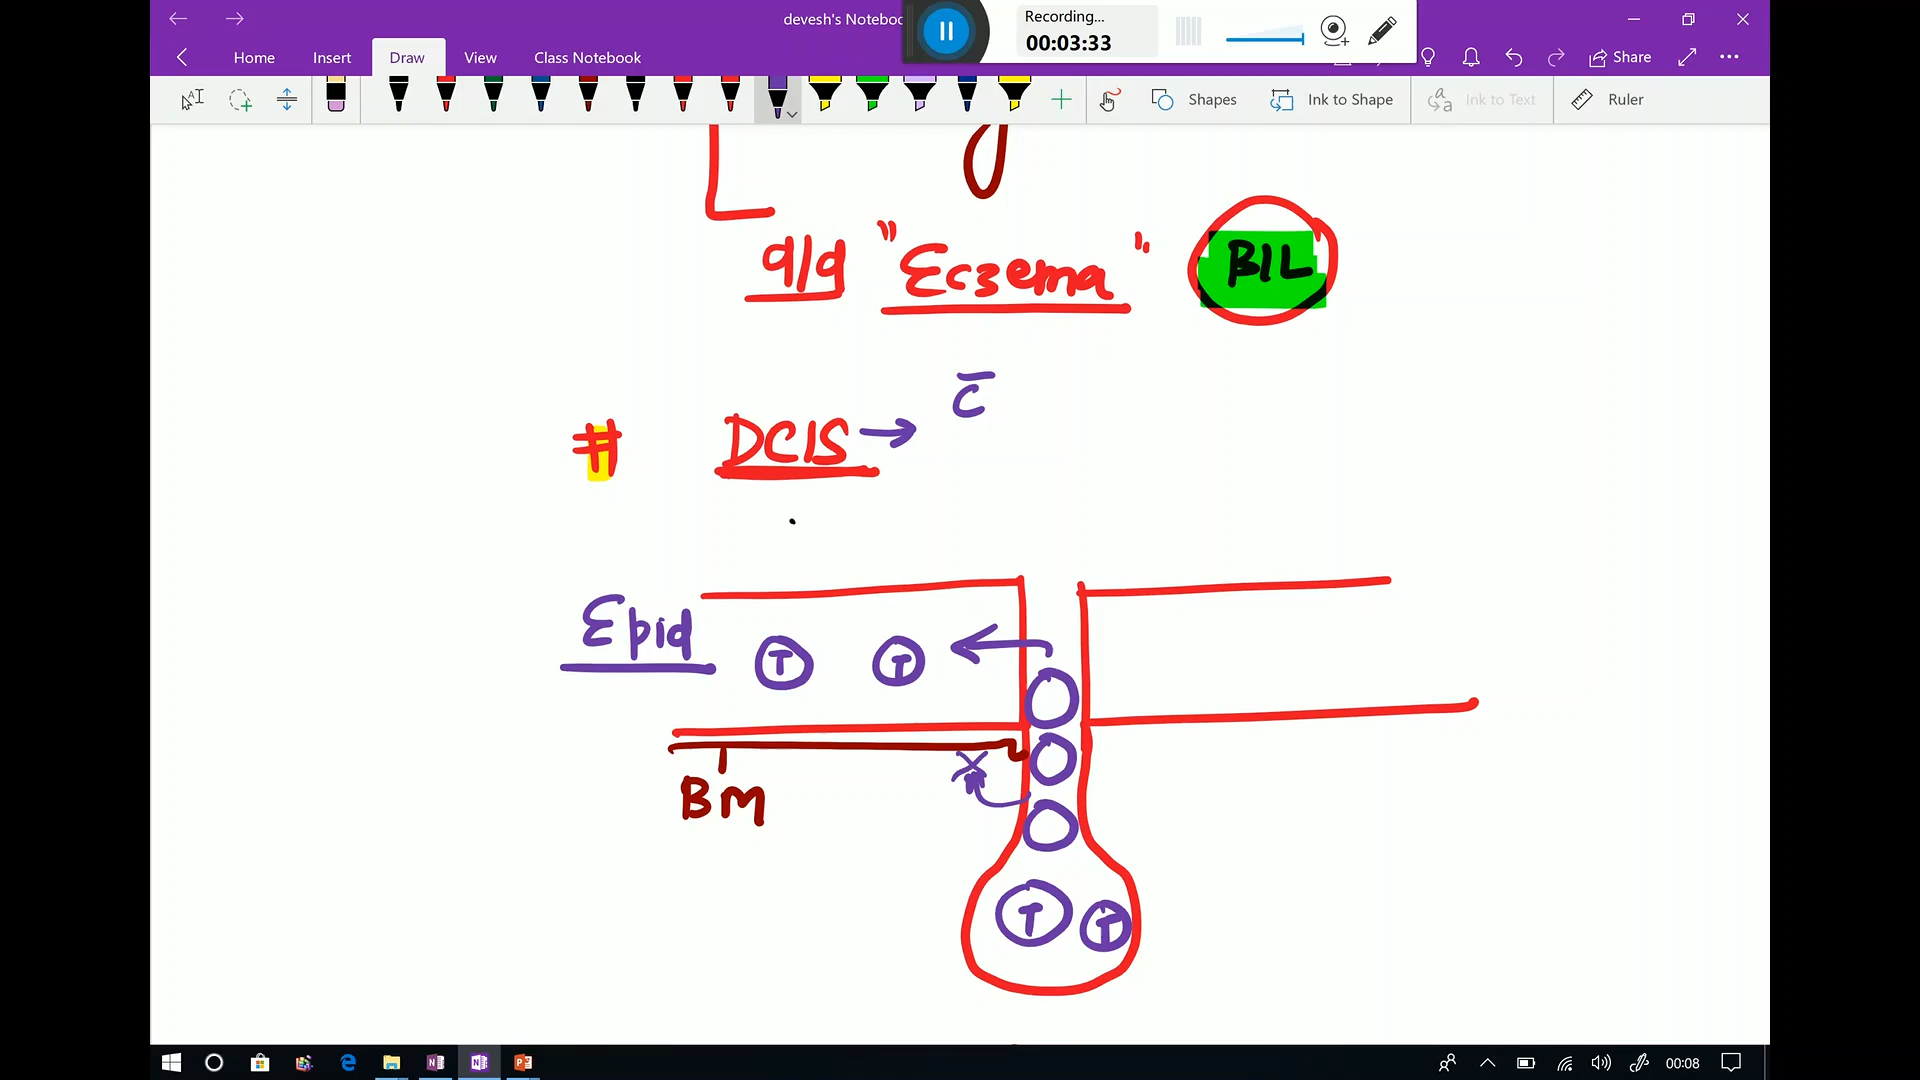 devesh's Noteboo
Recording...
00:03:33
Home Insert Draw View Class Notebook
Share
Shapes Ink to Shape Ink to Text Ruler
"Eczema" BIL
c̄
# DCIS →
Epid T T
BM
T T
00:08